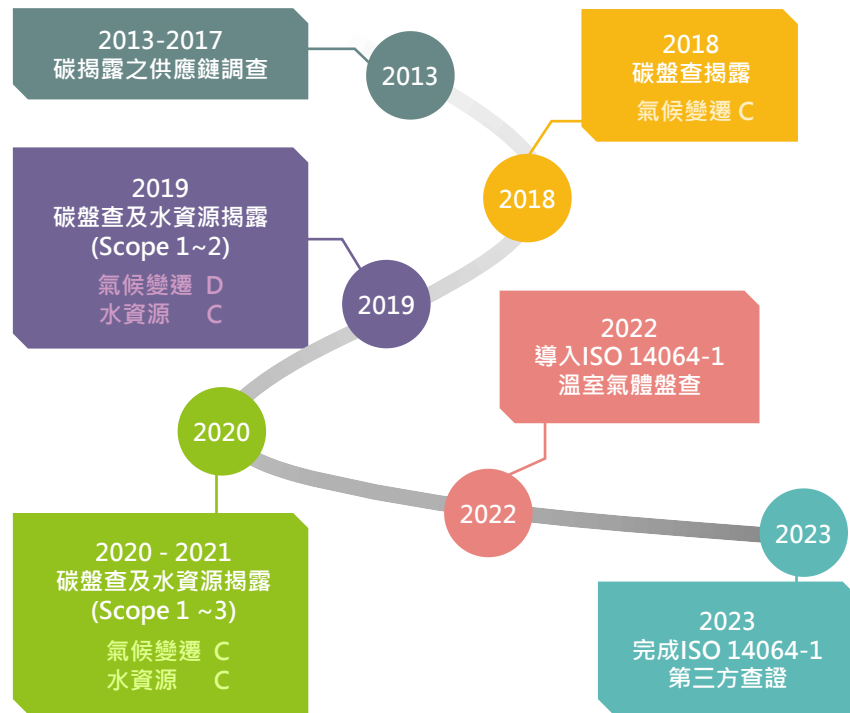 2013-2017
碳揭露之供應鏈調查
2013
2018
碳盤查揭露
氣候變遷 C
2018
2019
碳盤查及水資源揭露
(Scope 1~2)
氣候變遷 D
水資源 C
2019
2020
2020 - 2021
碳盤查及水資源揭露
(Scope 1 ~3)
氣候變遷 C
水資源 C
2022
導入ISO 14064-1
溫室氣體盤查
2022
2023
2023
完成ISO 14064-1
第三方查證